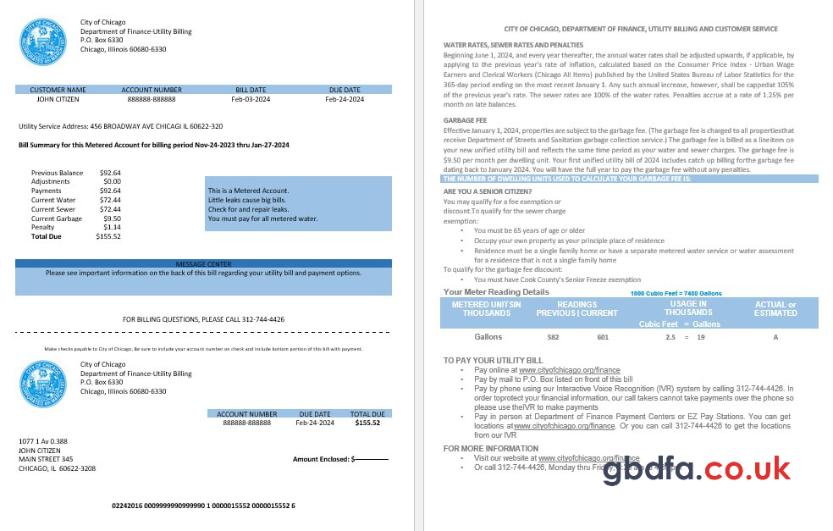 City of Chicago
Department of Finance-Utility Billing
P.O. Box 6330
Chicago, Illinois 60680-6330
CUSTOMER NAME ACCOUNT NUMBER BILL DATE DUE DATE
JOHN CITIZEN 888888-888888 Feb-03-2024 Feb-24-2024
Utility Service Address: 456 BROADWAY AVE CHICAGI IL 60622-320
Bill Summary for this Metered Account for billing period Nov-24-2023 thru Jan-27-2024
Previous Balance $92.64
Adjustments $0.00
Payments $92.64
Current Water $72.44
Current Sewer $72.44
Current Garbage $9.50
Penalty $1.14
Total Due $155.52
This is a Metered Account.
Little leaks cause big bills.
Check for and repair leaks.
You must pay for all metered water.
MESSAGE CENTER
Please see important information on the back of this bill regarding your utility bill and payment options.
FOR BILLING QUESTIONS, PLEASE CALL 312-744-4426
Make checks payable to City of Chicago, Be sure to include your account number on check and include bottom portion of this bill with payment.
City of Chicago
Department of Finance-Utility Billing
P.O. Box 6330
Chicago, Illinois 60680-6330
ACCOUNT NUMBER DUE DATE TOTAL DUE
888888-888888 Feb-24-2024 $155.52
1077 1 Av 0.388
JOHN CITIZEN
MAIN STREET 345
CHICAGO, IL 60622-3208
Amount Enclosed: $
02242016 0009999990999990 1 0000015552 0000015552 6
CITY OF CHICAGO, DEPARTMENT OF FINANCE, UTILITY BILLING AND CUSTOMER SERVICE
WATER RATES, SEWER RATES AND PENALTIES
Beginning June 1, 2024, and every year thereafter, the annual water rates shall be adjusted upwards, if applicable, by
applying to the previous year's rate of inflation, calculated based on the Consumer Price Index - Urban Wage
Earners and Clerical Workers (Chicago All Items) published by the United States Bureau of Labor Statistics for the
365-day period ending on the most recent January 1. Any such annual increase, however, shall be cappedat 105%
of the previous year's rate. The sewer rates are 100% of the water rates. Penalties accrue at a rate of 1.25% per
month on late balances.
GARBAGE FEE
Effective January 1, 2024, properties are subject to the garbage fee. (The garbage fee is charged to all propertiesthat
receive Department of Streets and Sanitation garbage collection service.) The garbage fee is billed as a lineitem on
your new unified utility bill and reflects the same time period as your water and sewer charges. The garbage fee is
$9.50 per month per dwelling unit. Your first unified utility bill of 2024 includes catch up billing forthe garbage fee
dating back to January 2024. You will have the full year to pay the garbage fee without any penalties.
THE NUMBER OF DWELLING UNITS USED TO CALCULATE YOUR GARBAGE FEE IS:
ARE YOU A SENIOR CITIZEN?
You may qualify for a fee exemption or
discount.To qualify for the sewer charge
exemption:
• You must be 65 years of age or older
• Occupy your own property as your principle place of residence
• Residence must be a single family home or have a separate metered water service or water assessment
for a residence that is not a single family home
To qualify for the garbage fee discount:
• You must have Cook County's Senior Freeze exemption
Your Meter Reading Details 1000 Cubic Feet = 7480 Gallons
METERED UNITSIN THOUSANDS READINGS PREVIOUS | CURRENT USAGE IN THOUSANDS Cubic Feet = Gallons ACTUAL or ESTIMATED
Gallons 582 601 2.5 = 19 A
TO PAY YOUR UTILITY BILL
• Pay online at www.cityofchicago.org/finance
• Pay by mail to P.O. Box listed on front of this bill
• Pay by phone using our Interactive Voice Recognition (IVR) system by calling 312-744-4426. In
order toprotect your financial information, our call takers cannot take payments over the phone so
please use theIVR to make payments
• Pay in person at Department of Finance Payment Centers or EZ Pay Stations. You can get
locations atwww.cityofchicago.org/finance. Or you can call 312-744-4426 to get the locations
from our IVR
FOR MORE INFORMATION
• Visit our website at www.cityofchicago.org/finance
• Or call 312-744-4426, Monday thru
gbdfa.co.uk